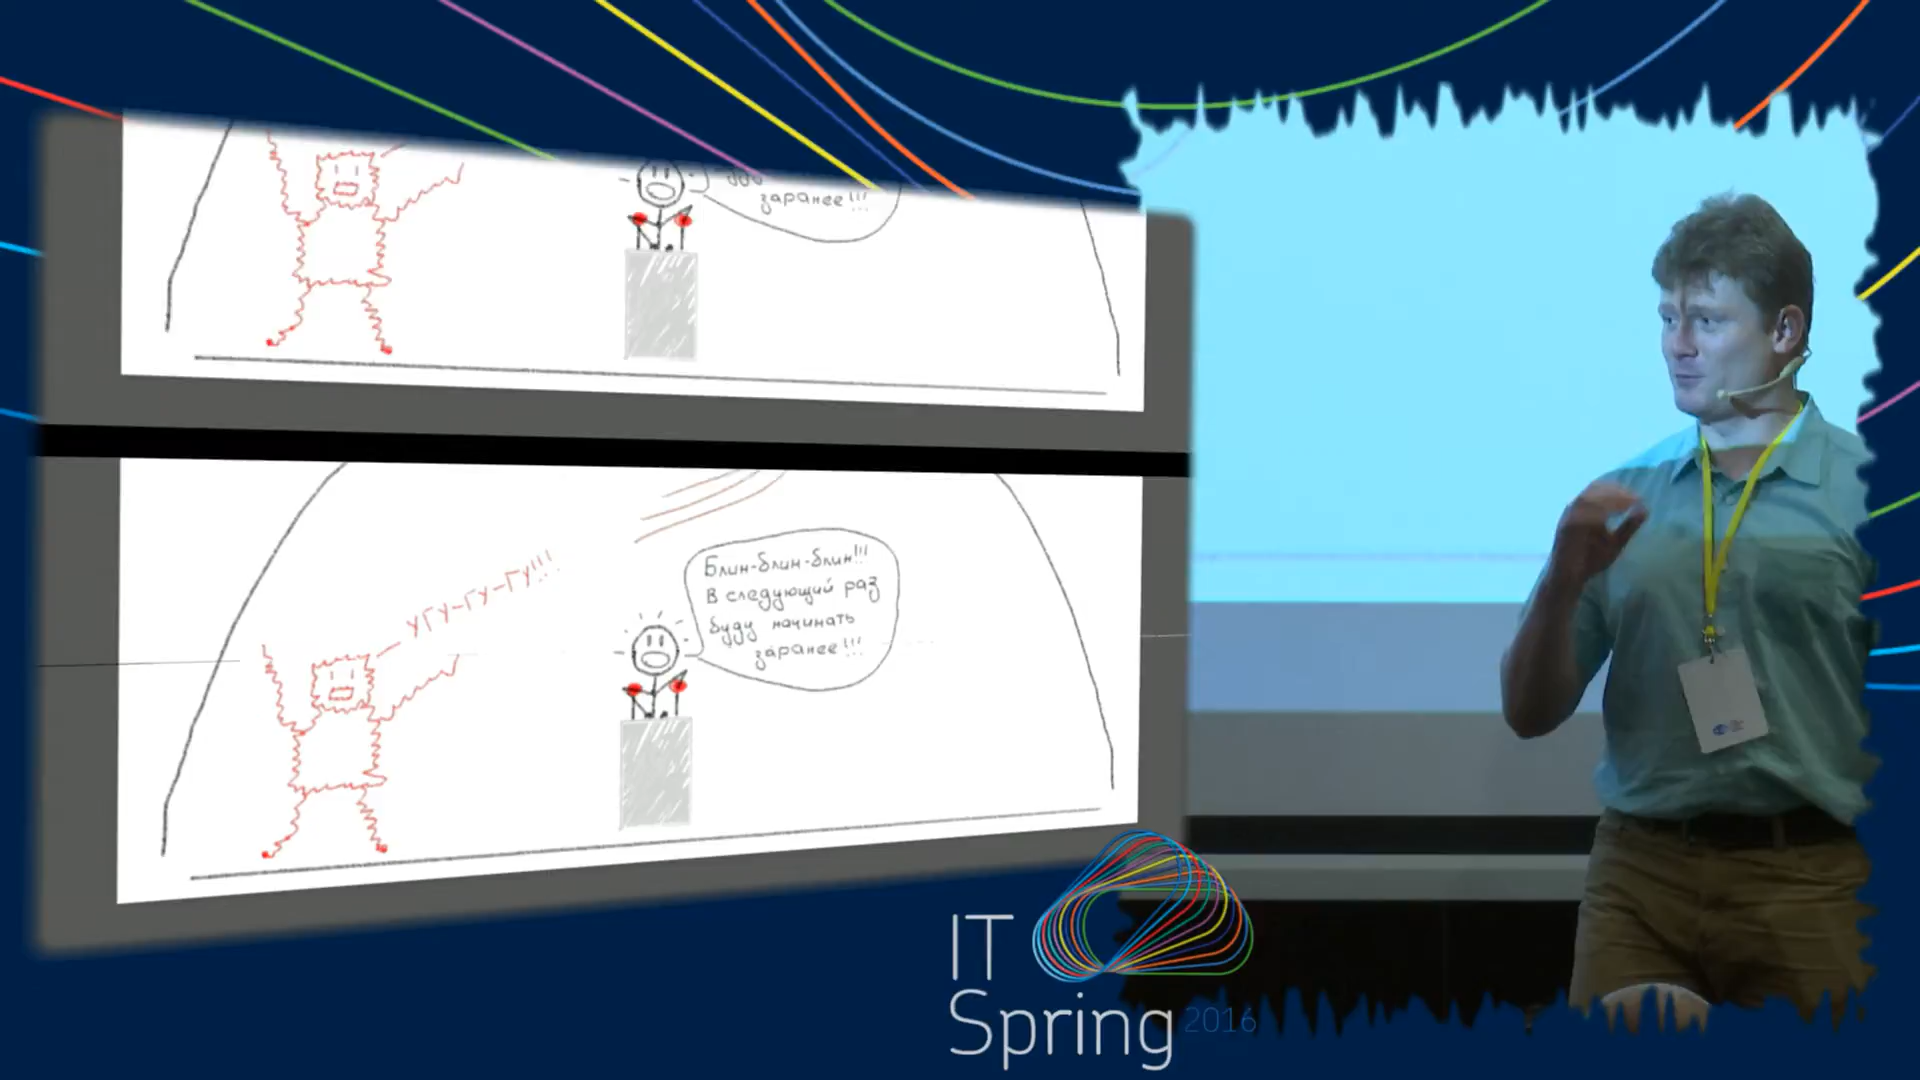 заранее!!!
УГУ-ГУ-ГУ!!!
Блин-блин-блин!!!
В следующий раз
буду начинать
заранее!!!
IT
Spring 2016